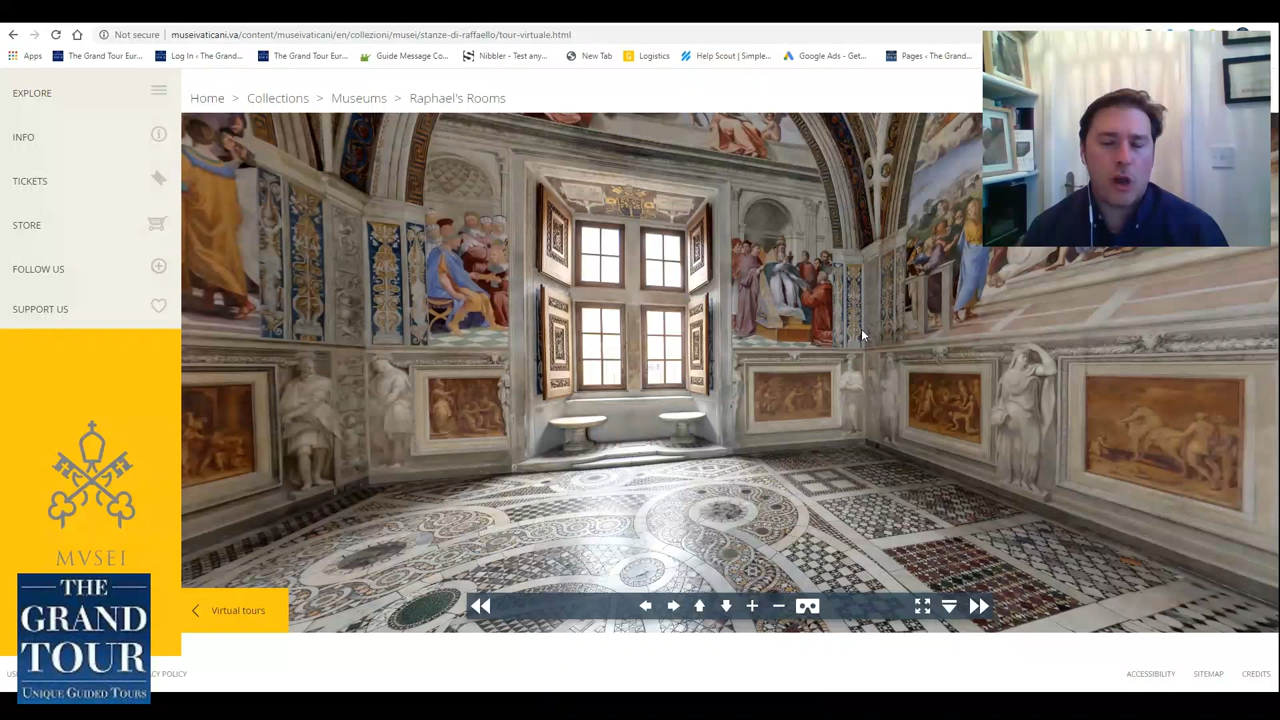 Not secure
museivaticani.va/content/museivaticani/en/collezioni/musei/stanze-di-raffaello/tour-virtuale.html
Apps
The Grand Tour Eur...
Log In ‹ The Grand...
The Grand Tour Eur...
Guide Message Co...
Nibbler - Test any...
New Tab
Logistics
Help Scout | Simple...
Google Ads - Get...
Pages ‹ The Grand...
EXPLORE
INFO
TICKETS
STORE
FOLLOW US
SUPPORT US
Home > Collections > Museums > Raphael's Rooms
MVSEI
Virtual tours
THE
GRAND
TOUR
UNIQUE GUIDED TOURS
POLICY
ACCESSIBILITY
SITEMAP
CREDITS